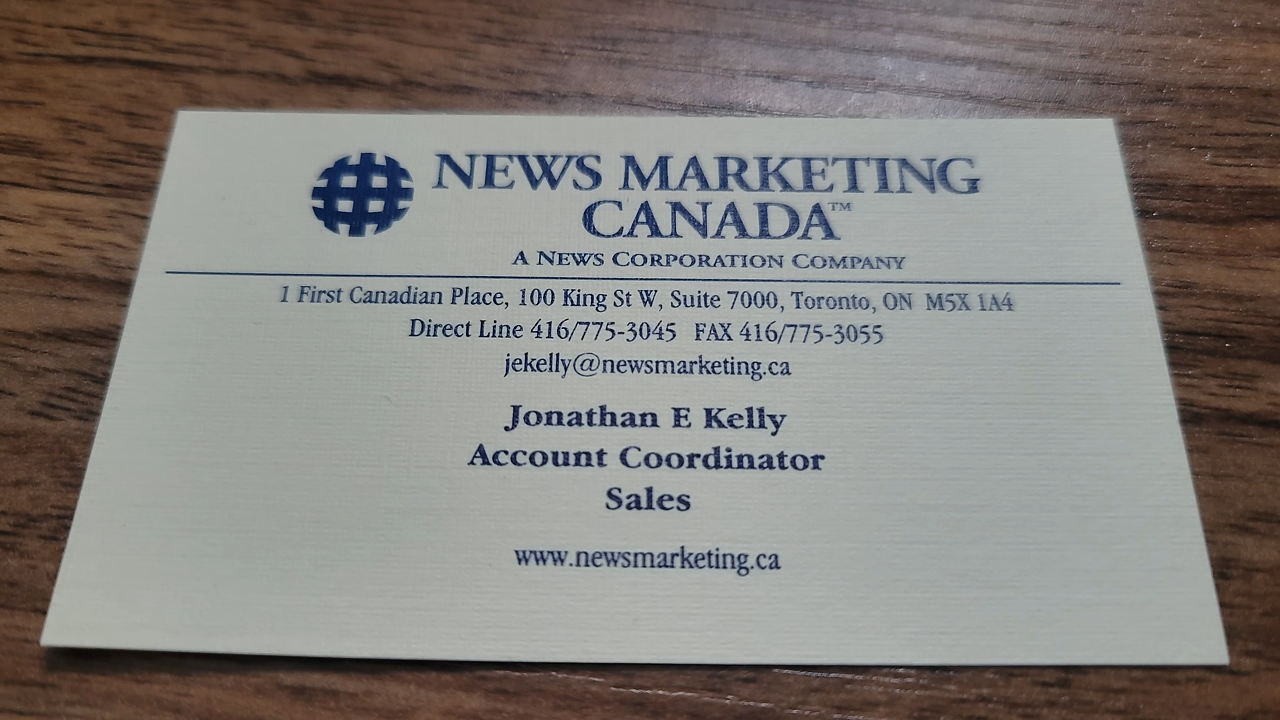 NEWS MARKETING
CANADA™
A NEWS CORPORATION COMPANY
1 First Canadian Place, 100 King St W, Suite 7000, Toronto, ON M5X 1A4
Direct Line 416/775-3045 FAX 416/775-3055
jekelly@newsmarketing.ca
Jonathan E Kelly
Account Coordinator
Sales
www.newsmarketing.ca